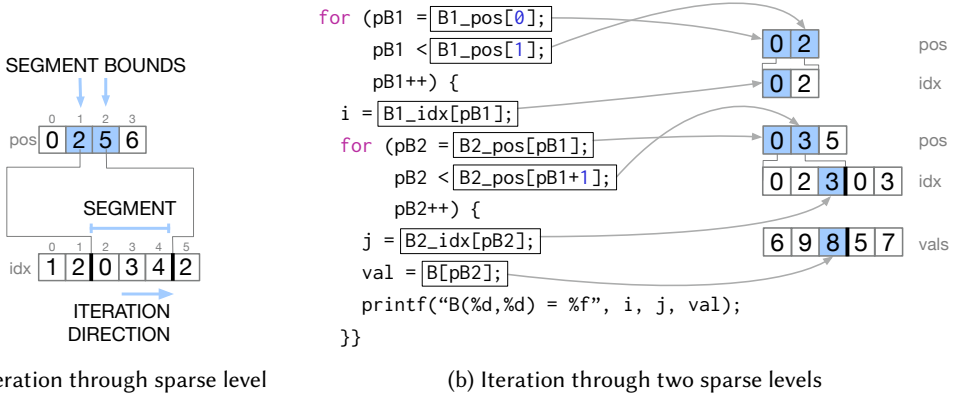 SEGMENT BOUNDS
0 1 2 3
pos 0 2 5 6
SEGMENT
0 1 2 3 4 5
idx 1 2 0 3 4 2
ITERATION
DIRECTION
eration through sparse level
for (pB1 = B1_pos[0];
pB1 < B1_pos[1];
pB1++) {
i = B1_idx[pB1];
for (pB2 = B2_pos[pB1];
pB2 < B2_pos[pB1+1];
pB2++) {
j = B2_idx[pB2];
val = B[pB2];
printf(“B(%d,%d) = %f”, i, j, val);
}}
0 2 pos
0 2 idx
0 3 5 pos
0 2 3 0 3 idx
6 9 8 5 7 vals
(b) Iteration through two sparse levels